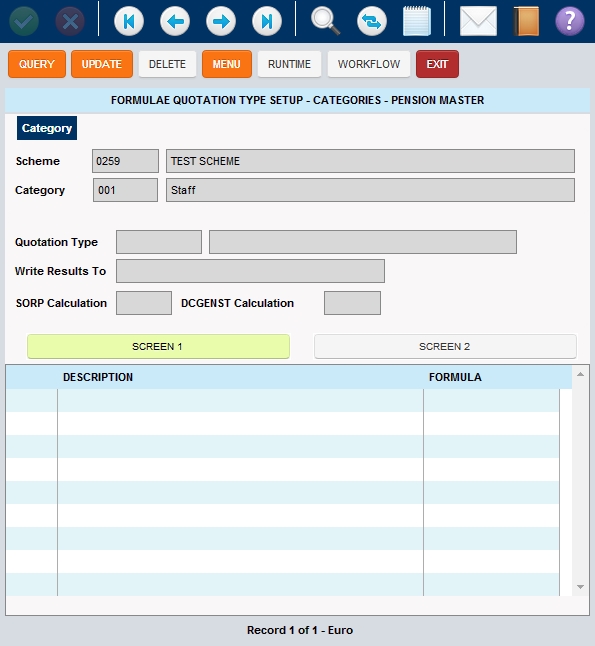 QUERY UPDATE DELETE MENU RUNTIME WORKFLOW EXIT
FORMULAE QUOTATION TYPE SETUP - CATEGORIES - PENSION MASTER
Category
Scheme 0259 TEST SCHEME
Category 001 Staff
Quotation Type
Write Results To
SORP Calculation DCGENST Calculation
SCREEN 1 SCREEN 2
DESCRIPTION FORMULA
Record 1 of 1 - Euro